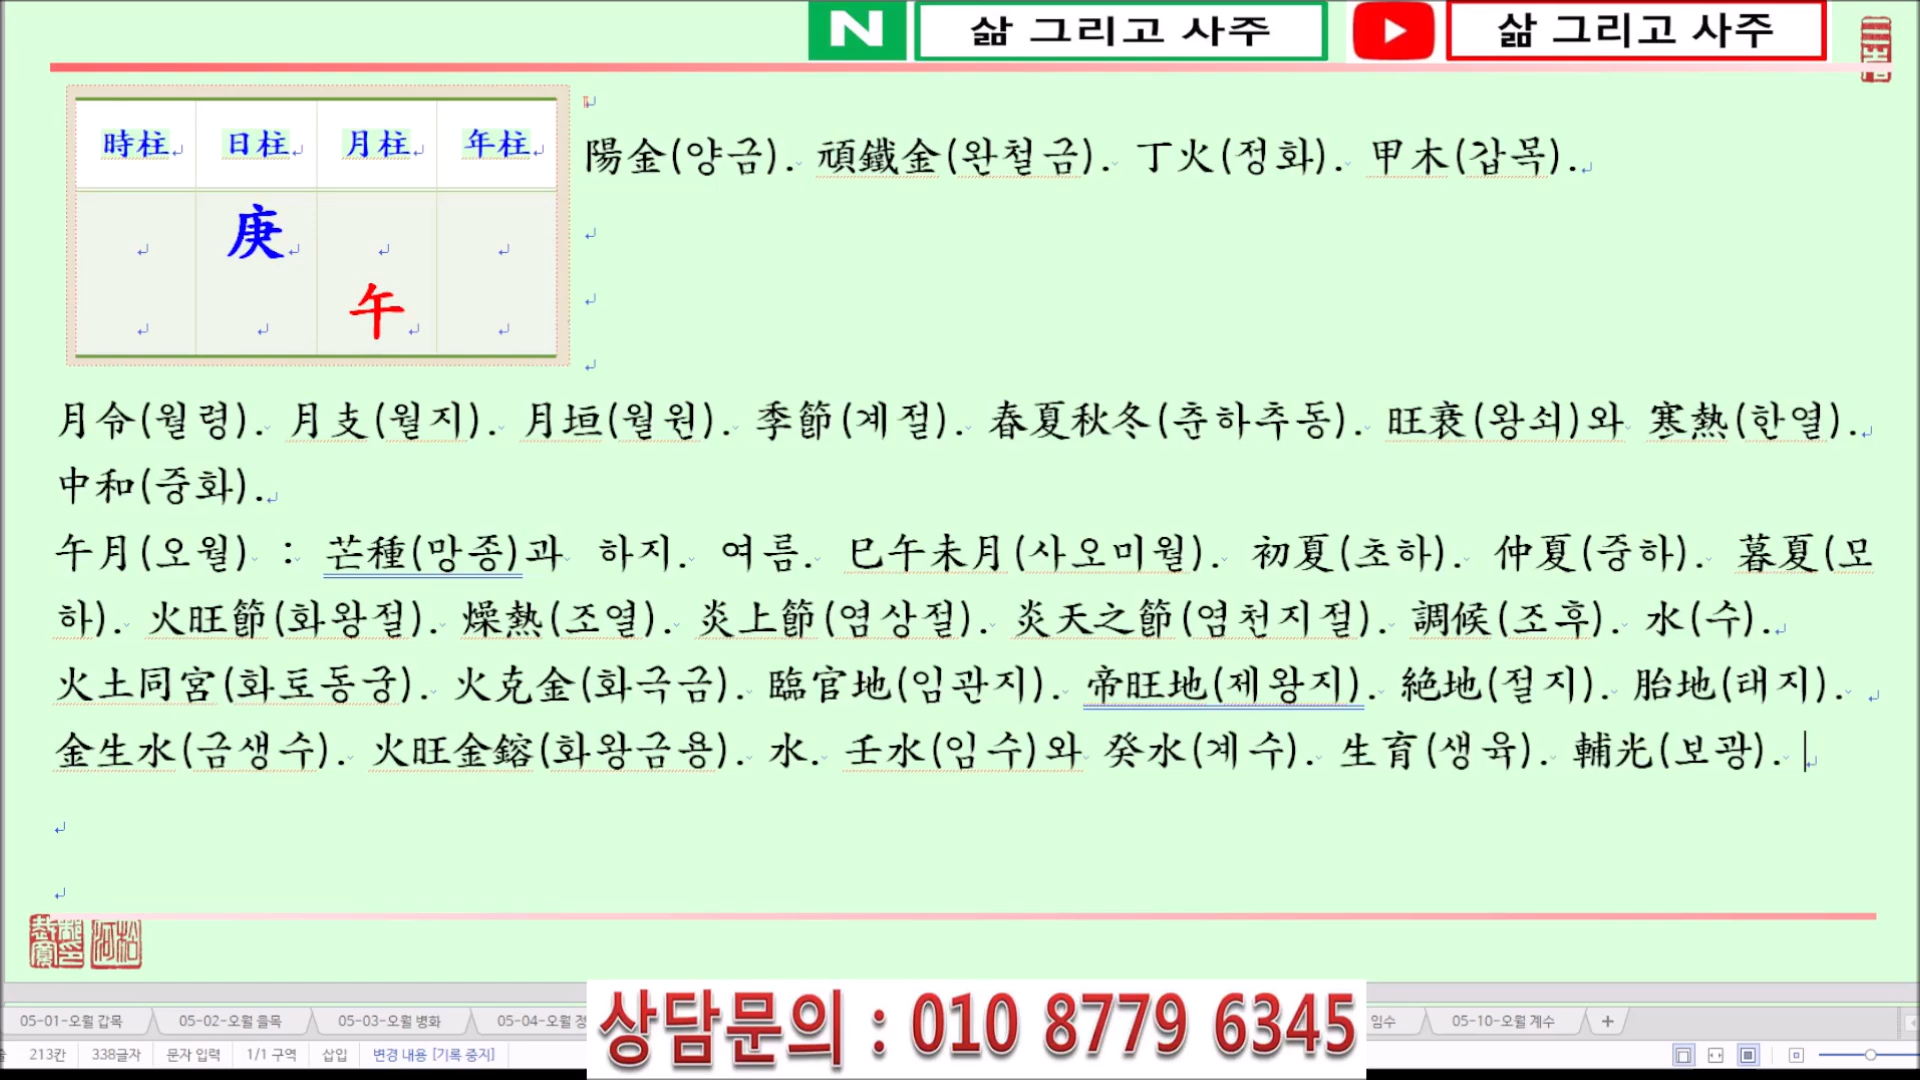 N 삶 그리고 사주 삶 그리고 사주
時柱 日柱 月柱 年柱
庚
午
陽金(양금). 頑鐵金(완철금). 丁火(정화). 甲木(갑목).
月令(월령). 月支(월지). 月垣(월원). 季節(계절). 春夏秋冬(춘하추동). 旺衰(왕쇠)와 寒熱(한열).
中和(중화).
午月(오월) : 芒種(망종)과 하지. 여름. 巳午未月(사오미월). 初夏(초하). 仲夏(중하). 暮夏(모
하). 火旺節(화왕절). 燥熱(조열). 炎上節(염상절). 炎天之節(염천지절). 調候(조후). 水(수).
火土同宮(화토동궁). 火克金(화극금). 臨官地(임관지). 帝旺地(제왕지). 絶地(절지). 胎地(태지).
金生水(금생수). 火旺金鎔(화왕금용). 水. 壬水(임수)와 癸水(계수). 生育(생육). 輔光(보광).
상담문의 : 010 8779 6345
05-01-오월 갑목 05-02-오월 을목 05-03-오월 병화 05-04-오월 임수 05-10-오월 계수 +
213칸 338글자 문자 입력 1/1 구역 삽입 변경 내용 [기록 중지]